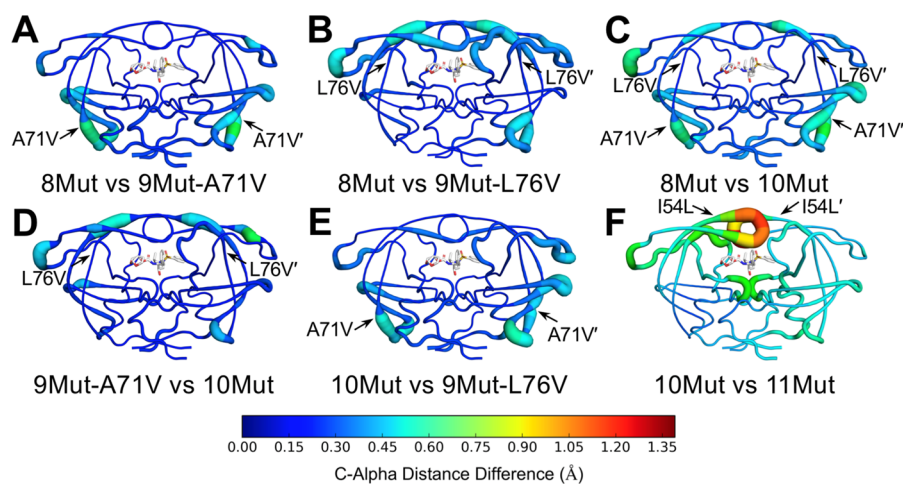 A
B
C
L76V
L76V′
L76V
L76V′
A71V
A71V′
A71V
A71V′
8Mut vs 9Mut-A71V
8Mut vs 9Mut-L76V
8Mut vs 10Mut
D
E
F
I54L
I54L′
L76V
L76V′
A71V
A71V′
9Mut-A71V vs 10Mut
10Mut vs 9Mut-L76V
10Mut vs 11Mut
0.00 0.15 0.30 0.45 0.60 0.75 0.90 1.05 1.20 1.35
C-Alpha Distance Difference (Å)